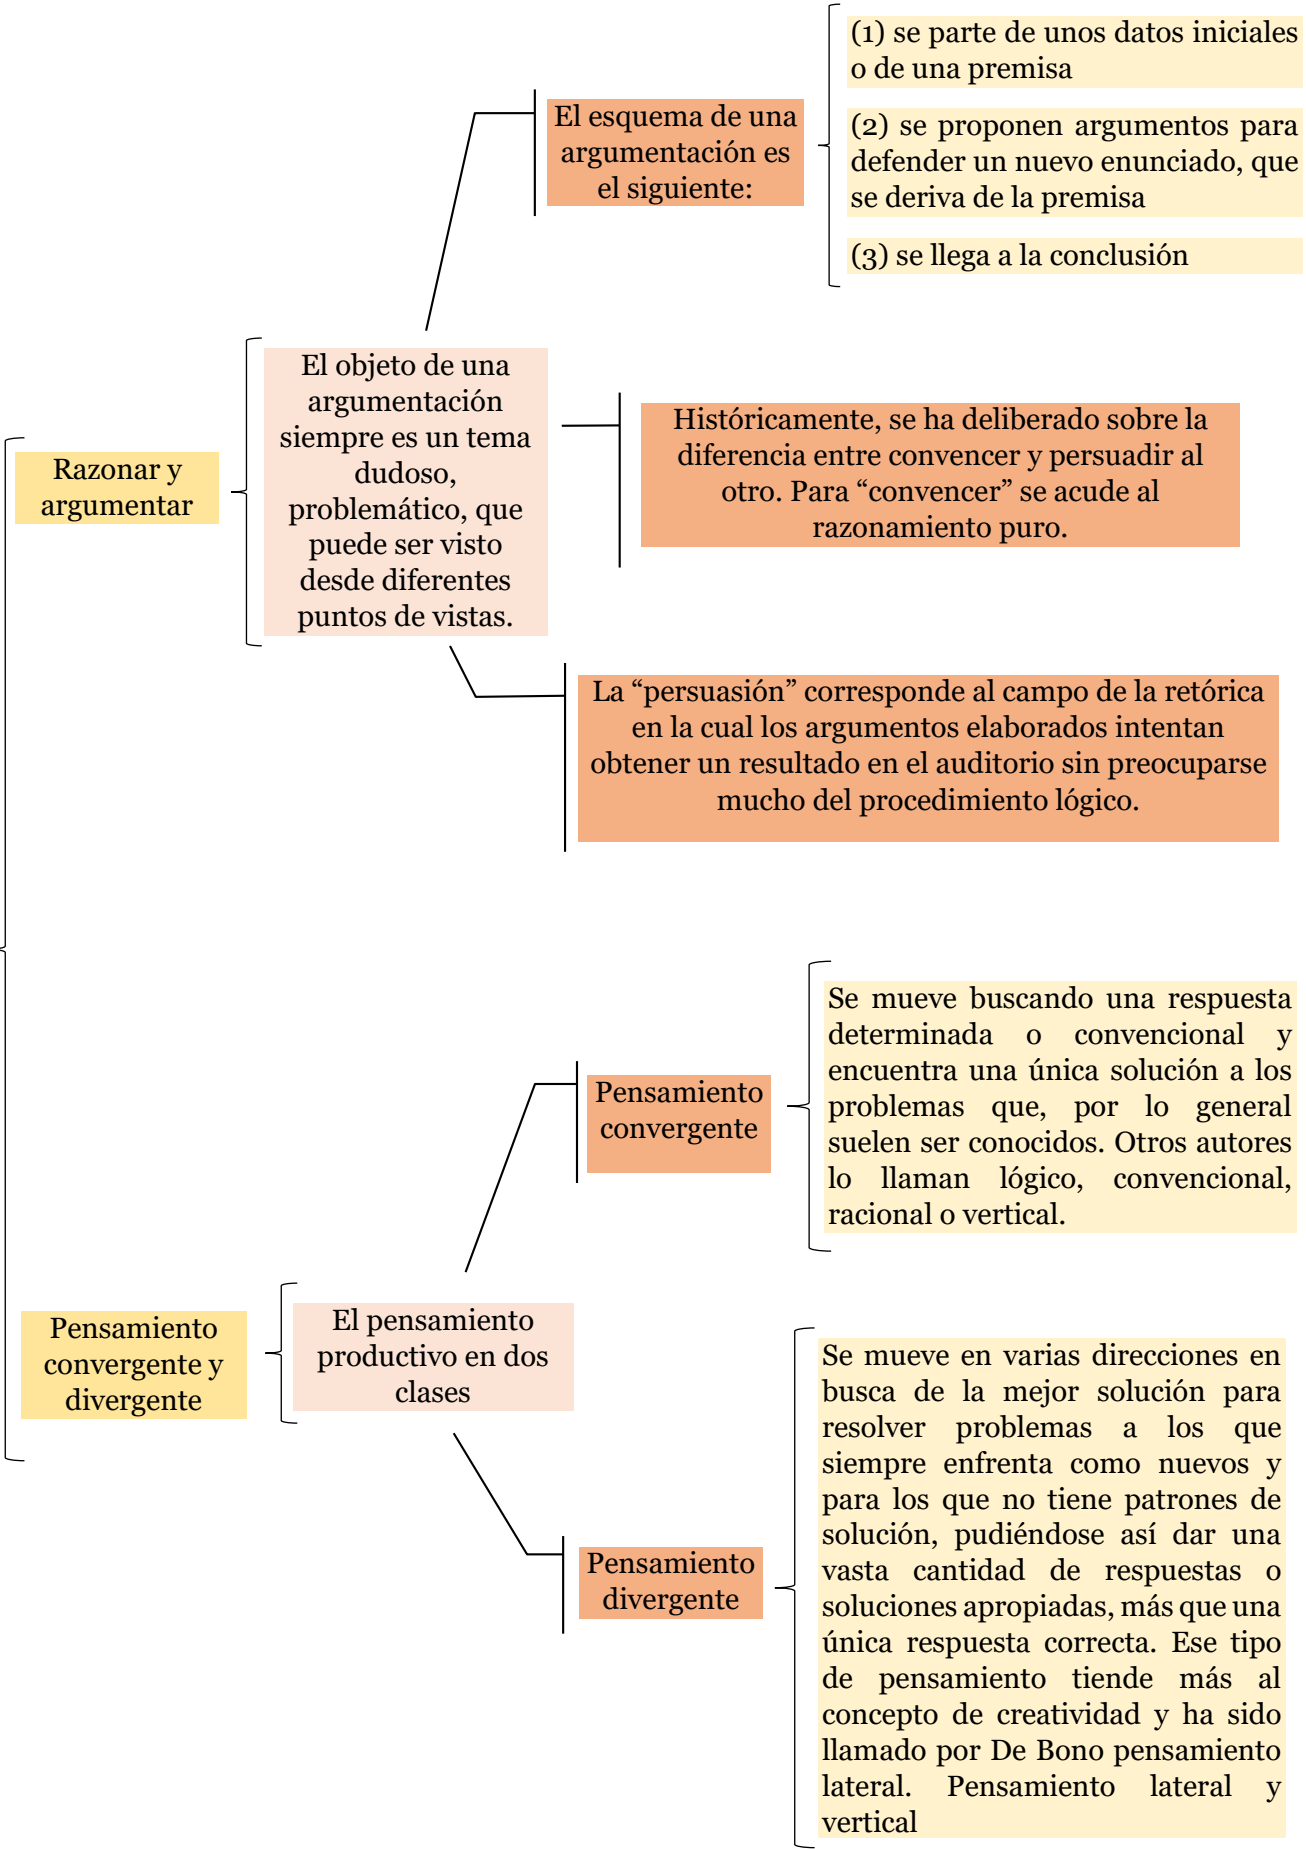 (1) se parte de unos datos iniciales
o de una premisa
El esquema de una
argumentación es
el siguiente:
(2) se proponen argumentos para
defender un nuevo enunciado, que
se deriva de la premisa
(3) se llega a la conclusión
Razonar y
argumentar
El objeto de una
argumentación
siempre es un tema
dudoso,
problemático, que
puede ser visto
desde diferentes
puntos de vistas.
Históricamente, se ha deliberado sobre la
diferencia entre convencer y persuadir al
otro. Para “convencer” se acude al
razonamiento puro.
La “persuasión” corresponde al campo de la retórica
en la cual los argumentos elaborados intentan
obtener un resultado en el auditorio sin preocuparse
mucho del procedimiento lógico.
Pensamiento
convergente
Se mueve buscando una respuesta
determinada o convencional y
encuentra una única solución a los
problemas que, por lo general
suelen ser conocidos. Otros autores
lo llaman lógico, convencional,
racional o vertical.
Pensamiento
convergente y
divergente
El pensamiento
productivo en dos
clases
Pensamiento
divergente
Se mueve en varias direcciones en
busca de la mejor solución para
resolver problemas a los que
siempre enfrenta como nuevos y
para los que no tiene patrones de
solución, pudiéndose así dar una
vasta cantidad de respuestas o
soluciones apropiadas, más que una
única respuesta correcta. Ese tipo
de pensamiento tiende más al
concepto de creatividad y ha sido
llamado por De Bono pensamiento
lateral. Pensamiento lateral y
vertical